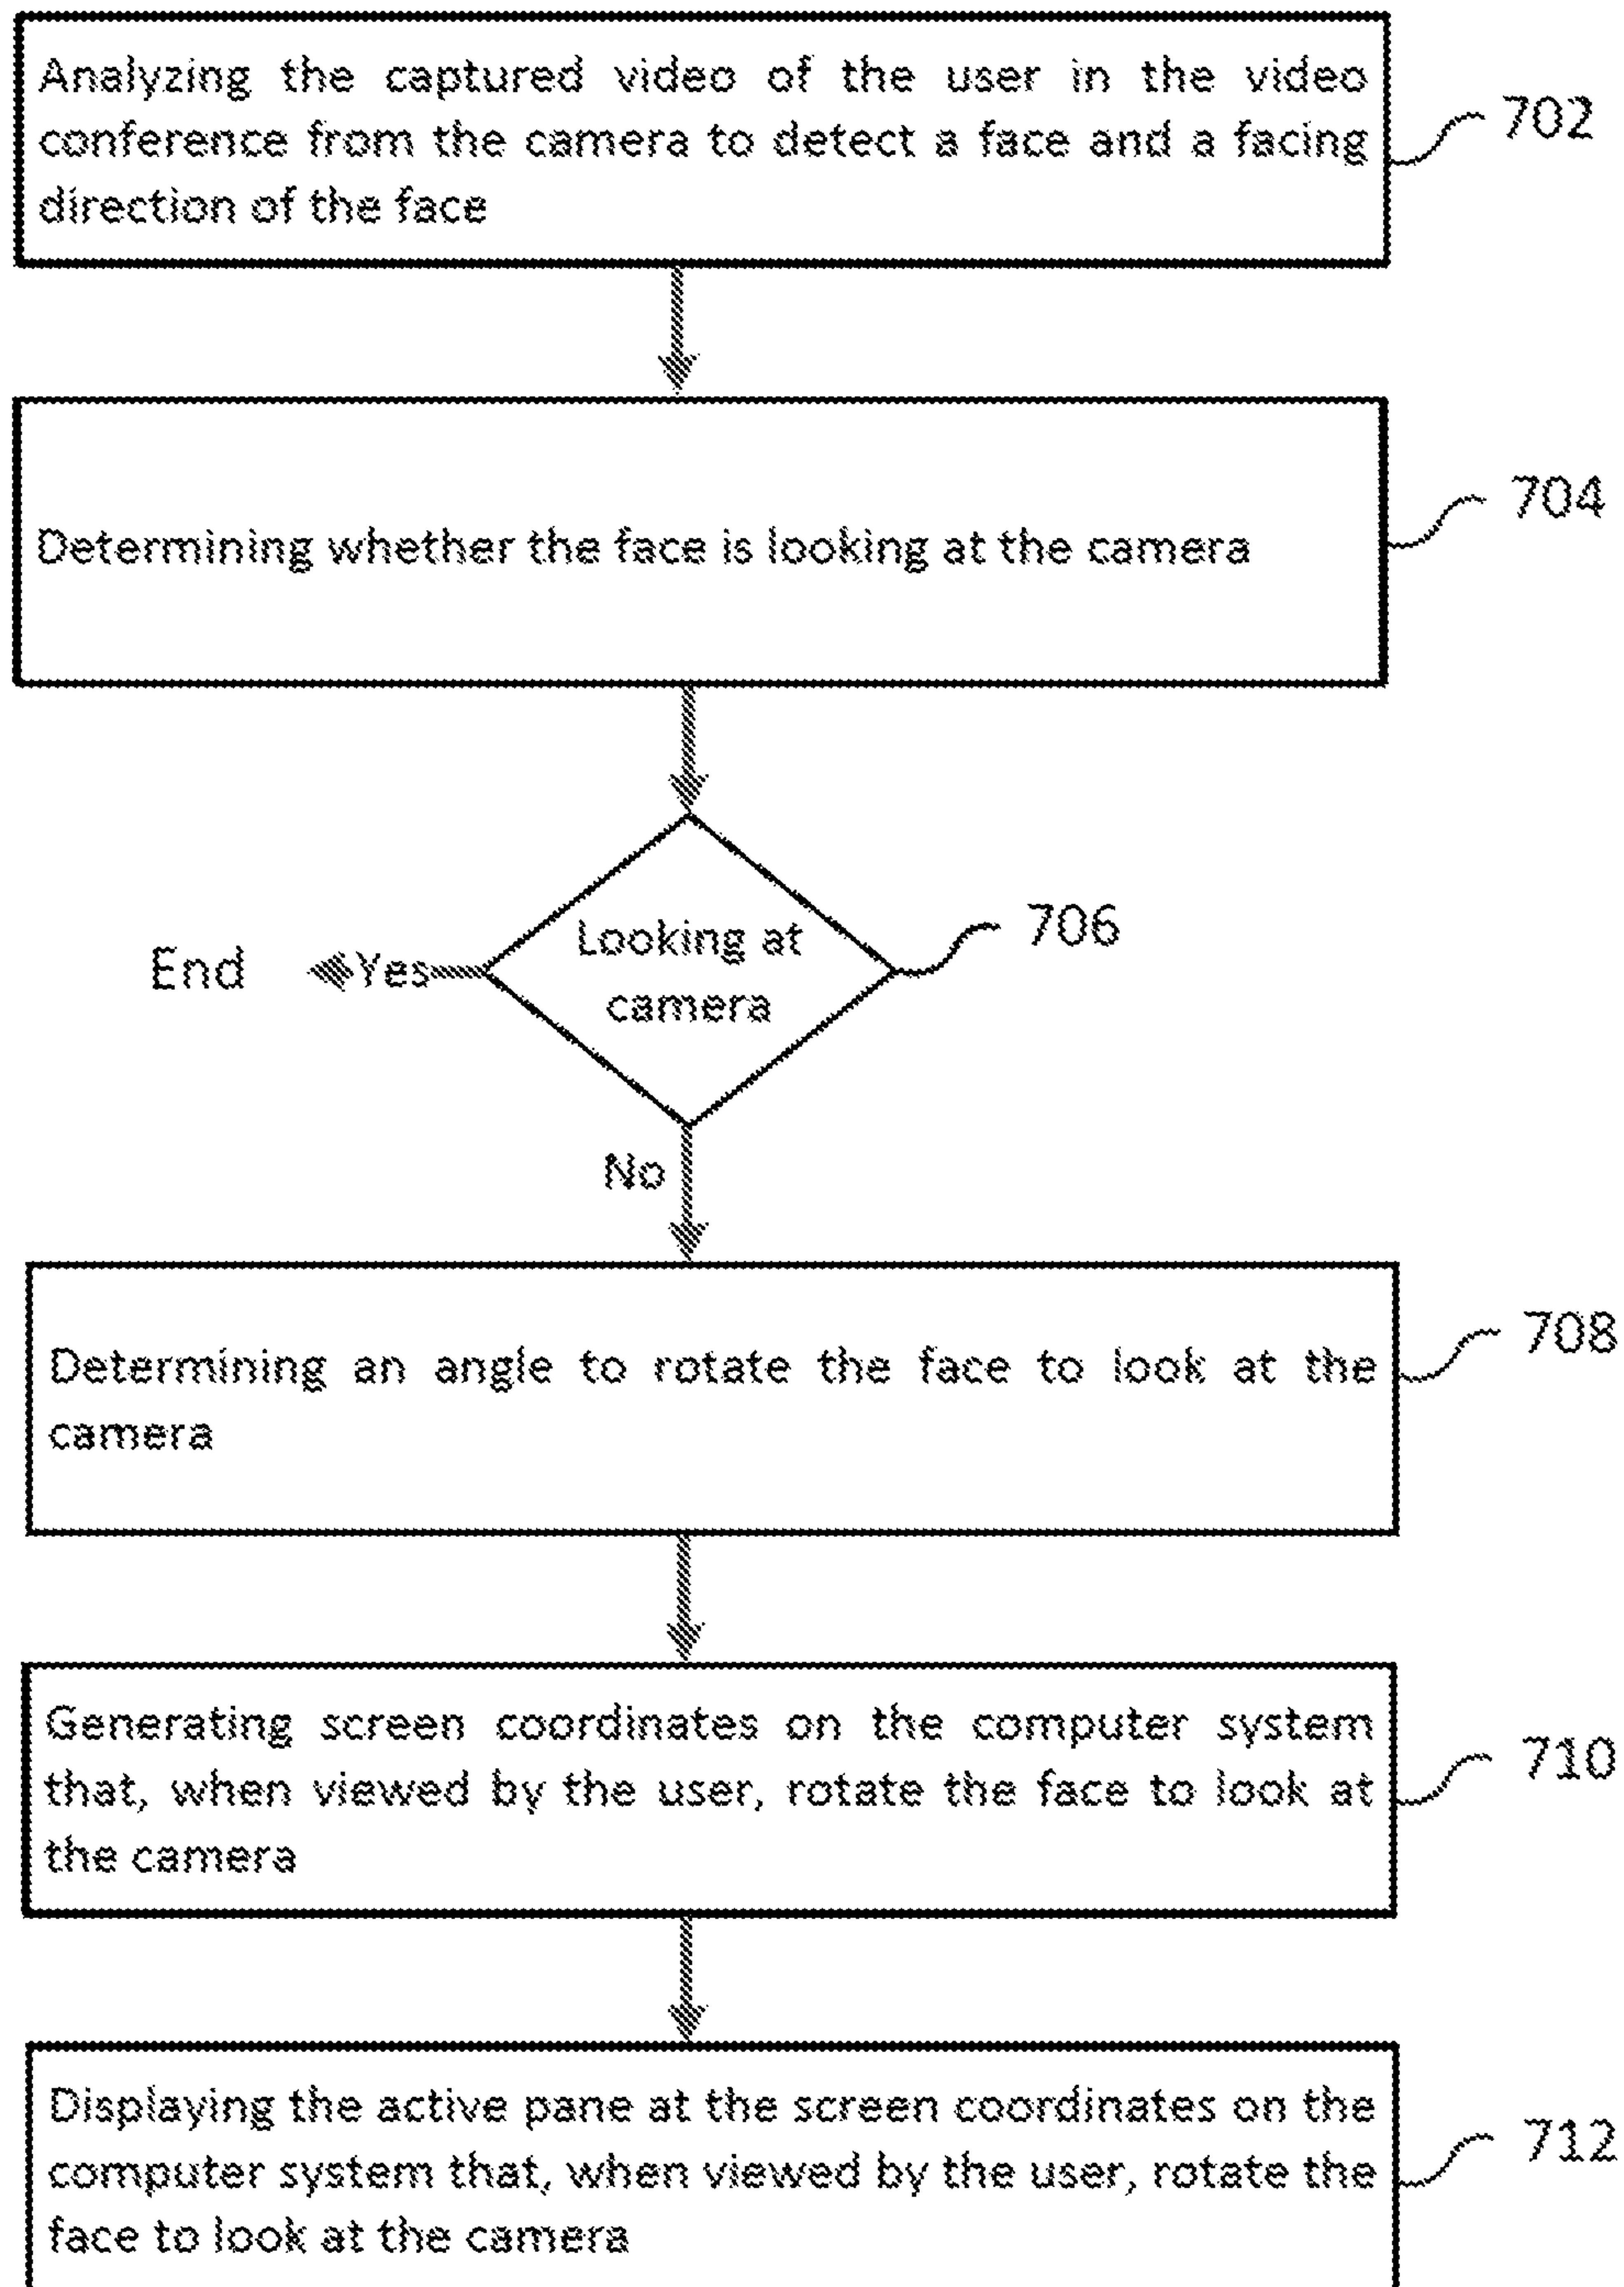 Analyzing the captured video of the user in the video
conference from the camera to detect a face and a facing
direction of the face
702
Determining whether the face is looking at the camera
704
Looking at
camera
706
Yes
End
No
Determining an angle to rotate the face to look at the
camera
708
Generating screen coordinates on the computer system
that, when viewed by the user, rotate the face to look at
the camera
710
Displaying the active pane at the screen coordinates on the
computer system that, when viewed by the user, rotate the
face to look at the camera
712